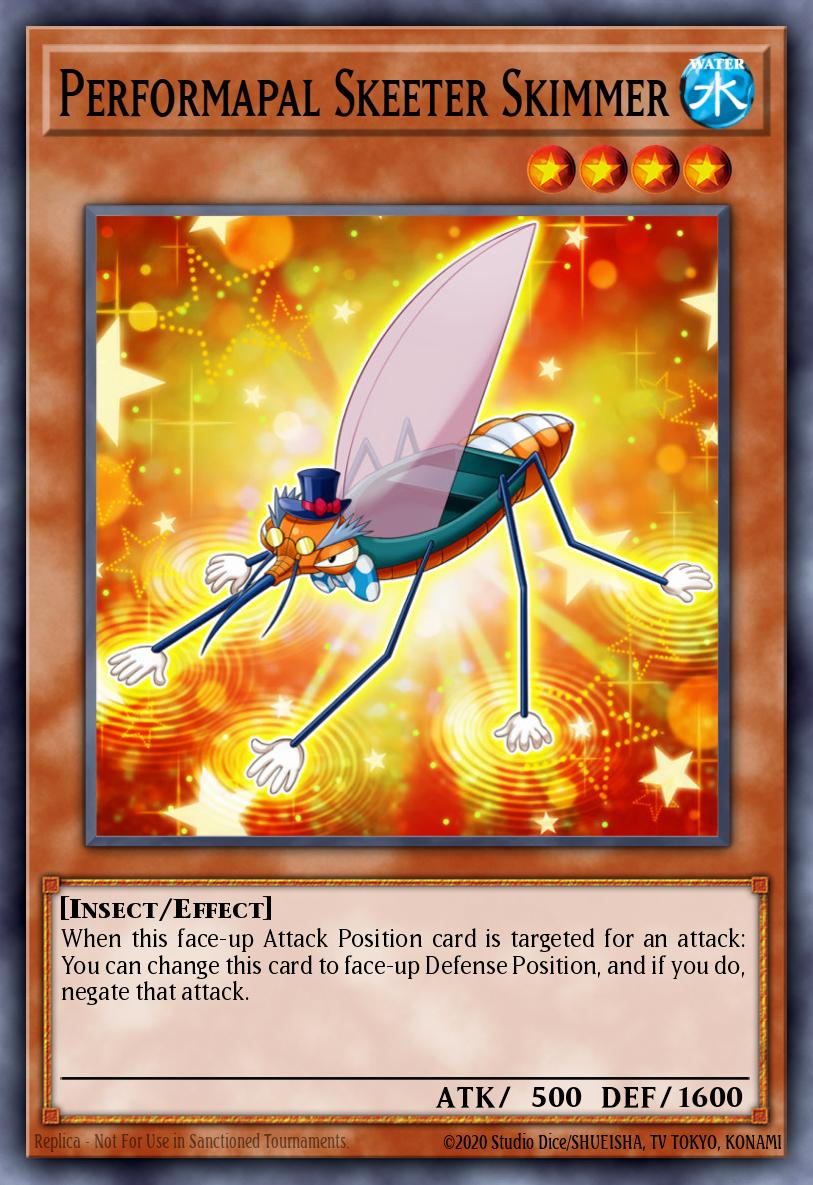 Performapal Skeeter Skimmer
WATER
水
[Insect/Effect]
When this face-up Attack Position card is targeted for an attack:
You can change this card to face-up Defense Position, and if you do,
negate that attack.
ATK/ 500 DEF/1600
Replica - Not For Use in Sanctioned Tournaments.
©2020 Studio Dice/SHUEISHA, TV TOKYO, KONAMI